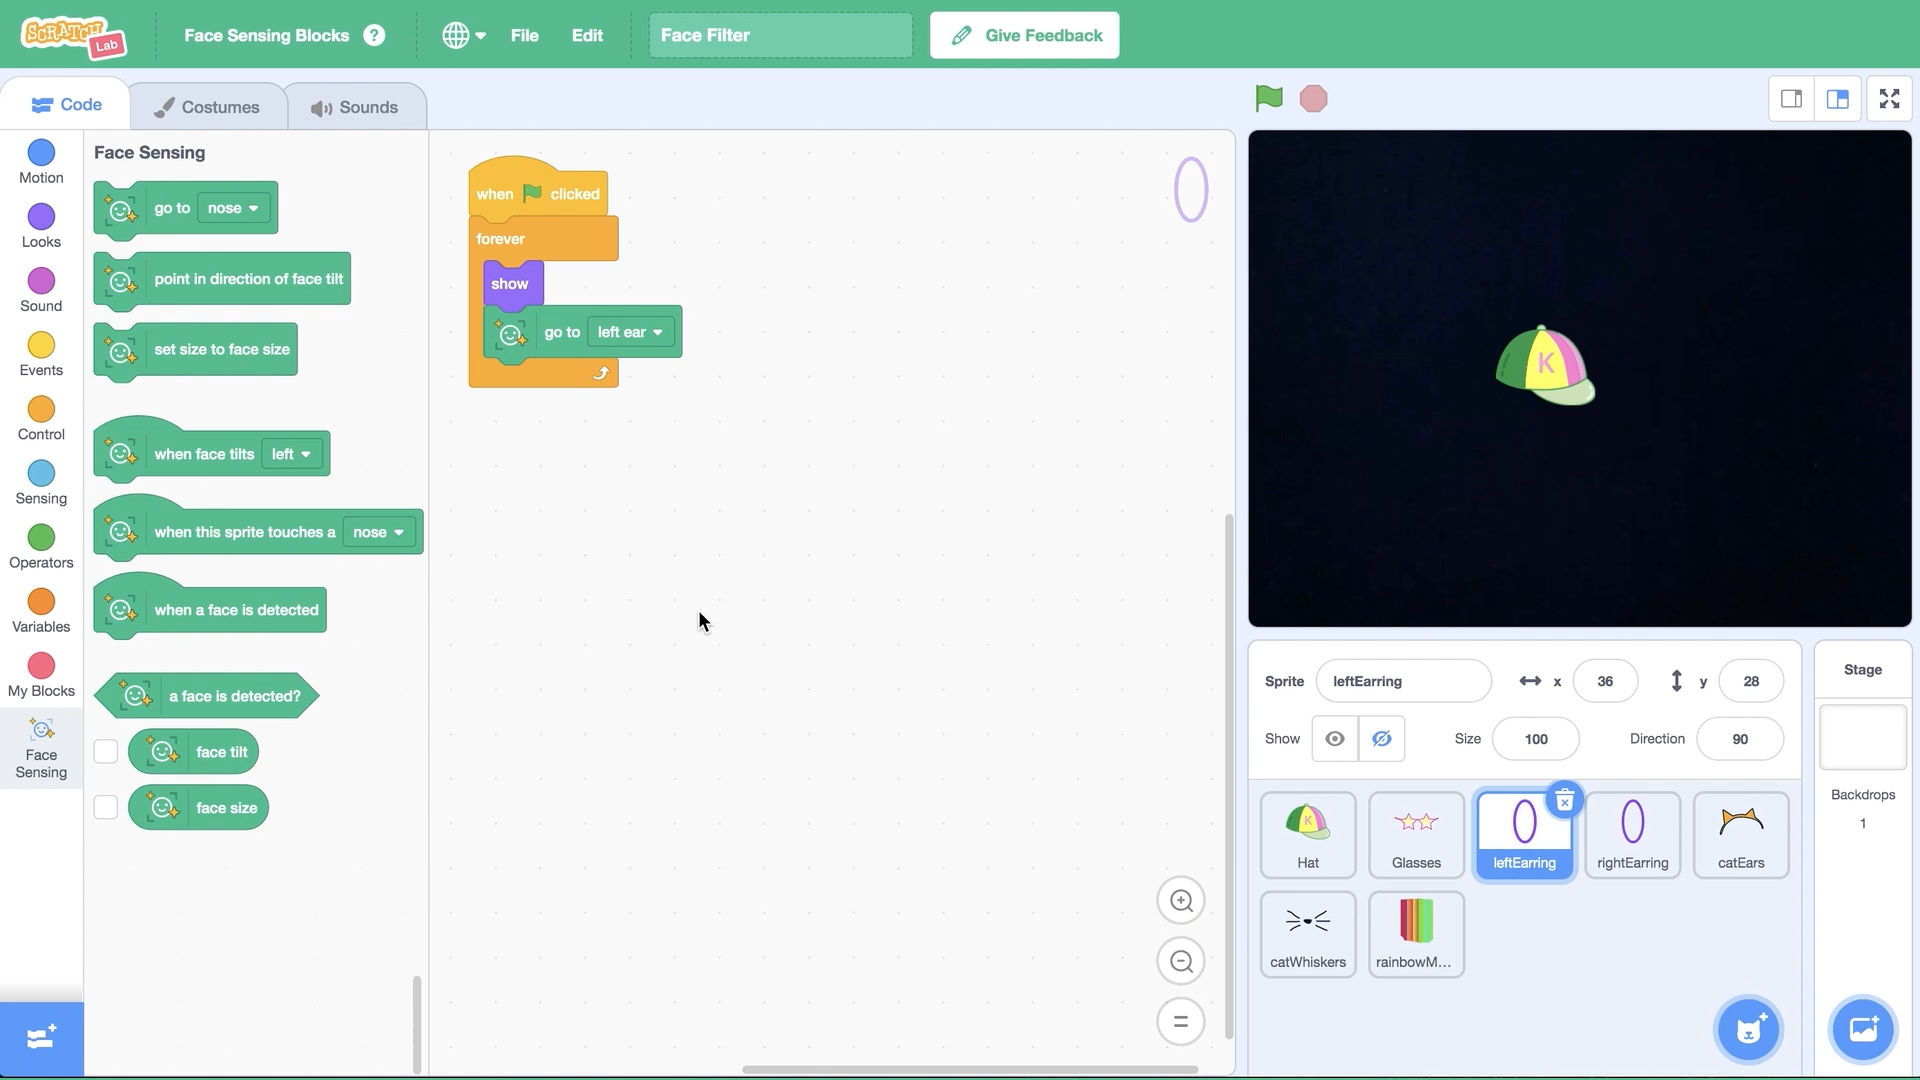 SCRATCH
Lab
Face Sensing Blocks ?
File
Edit
Face Filter
Give Feedback
Code
Costumes
Sounds
Motion
Looks
Sound
Events
Control
Sensing
Operators
Variables
My Blocks
Face
Sensing
Face Sensing
go to nose
point in direction of face tilt
set size to face size
when face tilts left
when this sprite touches a nose
when a face is detected
a face is detected?
face tilt
face size
when clicked
forever
show
go to left ear
K
Sprite leftEarring x 36 y 28
Show Size 100 Direction 90
K
Hat
Glasses
leftEarring
rightEarring
catEars
catWhiskers
rainbowM...
Stage
Backdrops
1